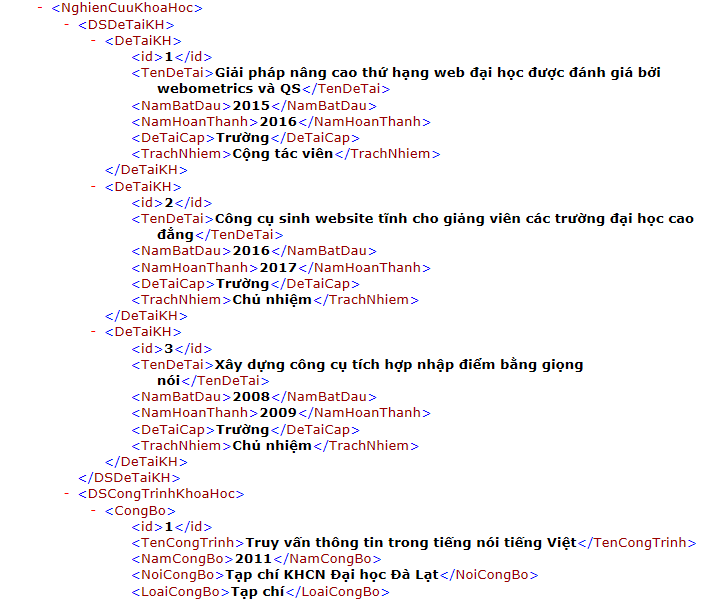 - <NghienCuuKhoaHoc>
- <DSDeTaiKH>
- <DeTaiKH>
<id>1</id>
<TenDeTai>Giải pháp nâng cao thứ hạng web đại học được đánh giá bởi
webometrics và QS</TenDeTai>
<NamBatDau>2015</NamBatDau>
<NamHoanThanh>2016</NamHoanThanh>
<DeTaiCap>Trường</DeTaiCap>
<TrachNhiem>Cộng tác viên</TrachNhiem>
</DeTaiKH>
- <DeTaiKH>
<id>2</id>
<TenDeTai>Công cụ sinh website tĩnh cho giảng viên các trường đại học cao
đẳng</TenDeTai>
<NamBatDau>2016</NamBatDau>
<NamHoanThanh>2017</NamHoanThanh>
<DeTaiCap>Trường</DeTaiCap>
<TrachNhiem>Chủ nhiệm</TrachNhiem>
</DeTaiKH>
- <DeTaiKH>
<id>3</id>
<TenDeTai>Xây dựng công cụ tích hợp nhập điểm bằng giọng
nói</TenDeTai>
<NamBatDau>2008</NamBatDau>
<NamHoanThanh>2009</NamHoanThanh>
<DeTaiCap>Trường</DeTaiCap>
<TrachNhiem>Chủ nhiệm</TrachNhiem>
</DeTaiKH>
</DSDeTaiKH>
- <DSCongTrinhKhoaHoc>
- <CongBo>
<id>1</id>
<TenCongTrinh>Truy vấn thông tin trong tiếng nói tiếng Việt</TenCongTrinh>
<NamCongBo>2011</NamCongBo>
<NoiCongBo>Tạp chí KHCN Đại học Đà Lạt</NoiCongBo>
<LoaiCongBo>Tạp chí</LoaiCongBo>